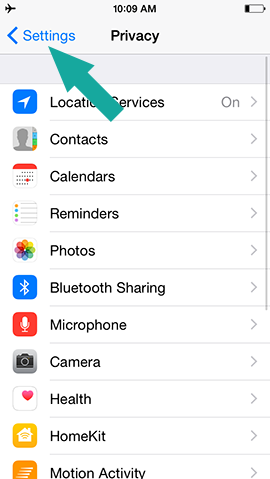 10:09 AM
Settings
Privacy
Location Services
On
Contacts
Calendars
Reminders
Photos
Bluetooth Sharing
Microphone
Camera
Health
HomeKit
Motion Activity